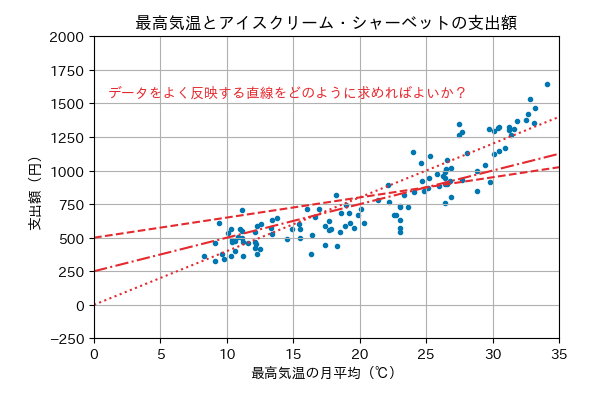 最高気温とアイスクリーム・シャーベットの支出額
2000
1750
1500
1250
1000
750
500
250
0
−250
支出額（円）
データをよく反映する直線をどのように求めればよいか？
0 5 10 15 20 25 30 35
最高気温の月平均（℃）